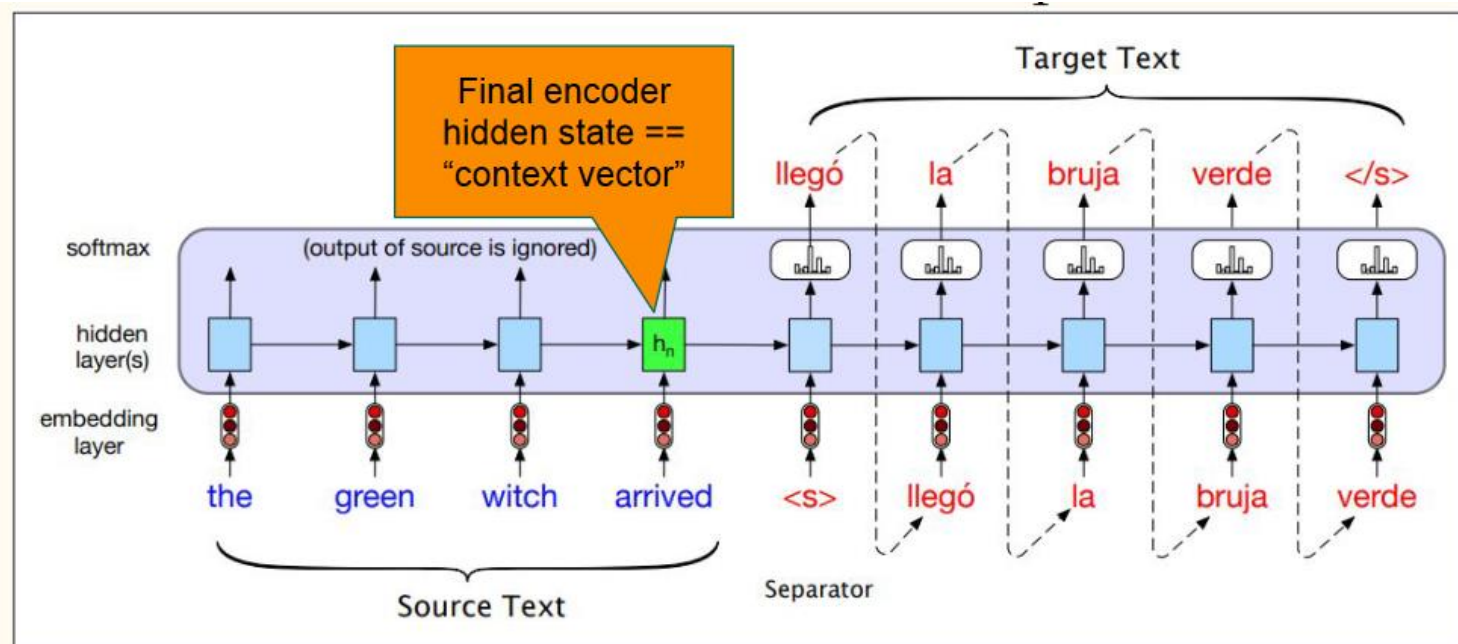 Final encoder
hidden state ==
“context vector”
Target Text
llegó la bruja verde </s>
softmax
(output of source is ignored)
hidden
layer(s)
hn
embedding
layer
the green witch arrived <s> llegó la bruja verde
Separator
Source Text